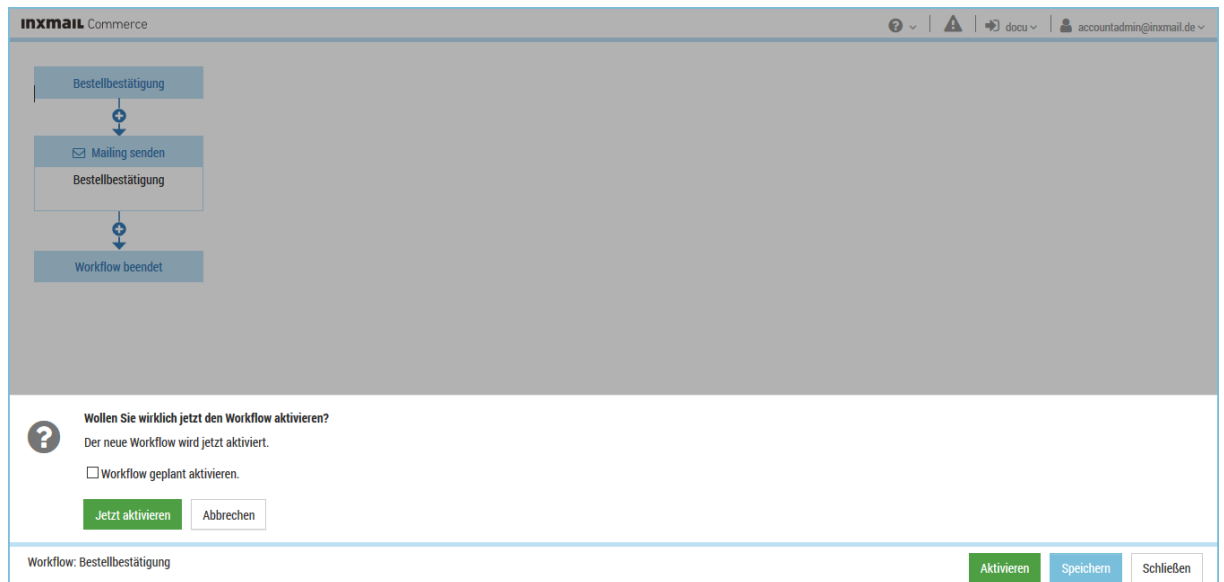 INXMAIL Commerce
docu
accountadmin@inxmail.de
Bestellbestätigung
Mailing senden
Bestellbestätigung
Workflow beendet
Wollen Sie wirklich jetzt den Workflow aktivieren?
Der neue Workflow wird jetzt aktiviert.
Workflow geplant aktivieren.
Jetzt aktivieren Abbrechen
Workflow: Bestellbestätigung
Aktivieren Speichern Schließen